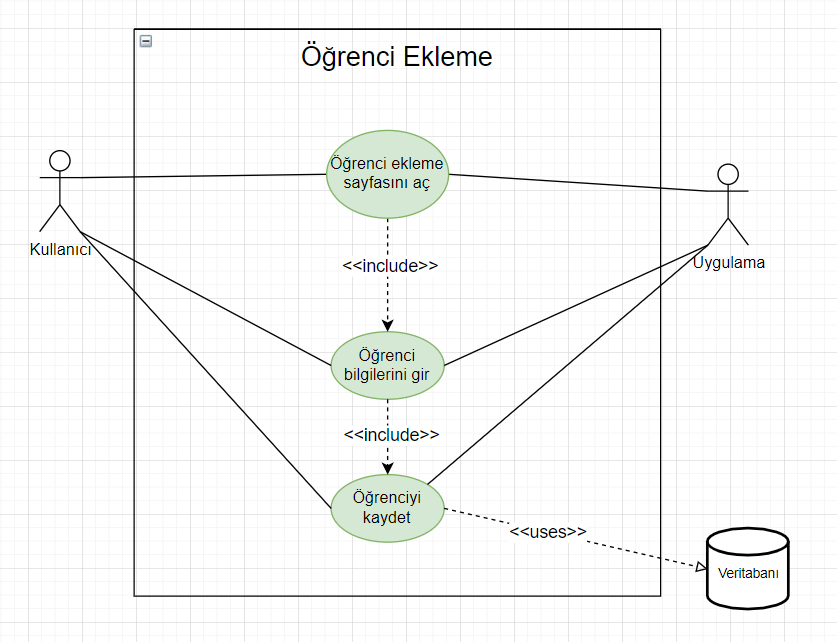 Öğrenci Ekleme
Öğrenci ekleme
sayfasını aç
Kullanıcı
Uygulama
<<include>>
Öğrenci
bilgilerini gir
<<include>>
Öğrenciyi
kaydet
<<uses>>
Veritabanı